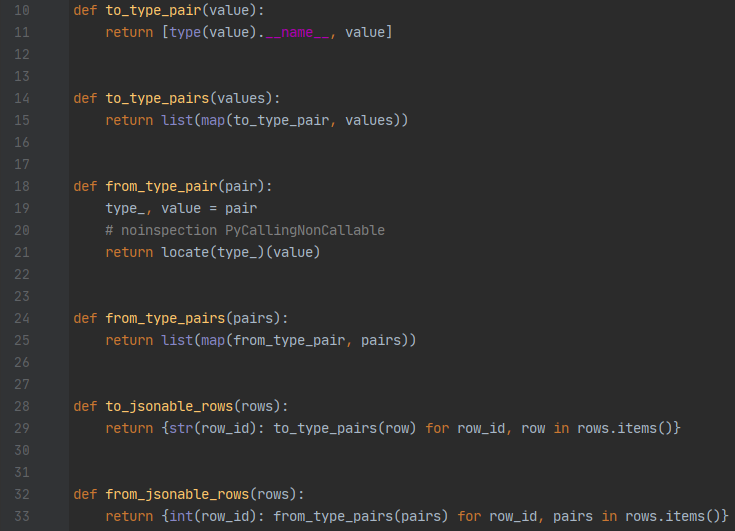 10 def to_type_pair(value):
11     return [type(value).__name__, value]
12
13
14 def to_type_pairs(values):
15     return list(map(to_type_pair, values))
16
17
18 def from_type_pair(pair):
19     type_, value = pair
20     # noinspection PyCallingNonCallable
21     return locate(type_)(value)
22
23
24 def from_type_pairs(pairs):
25     return list(map(from_type_pair, pairs))
26
27
28 def to_jsonable_rows(rows):
29     return {str(row_id): to_type_pairs(row) for row_id, row in rows.items()}
30
31
32 def from_jsonable_rows(rows):
33     return {int(row_id): from_type_pairs(pairs) for row_id, pairs in rows.items()}